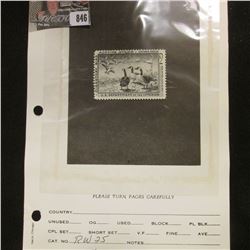 846
PLEASE TURN PAGES CAREFULLY
COUNTRY
UNUSED OG USED BLOCK PL BLK
CPL SET SHORT SET V.F. FINE AVE
CAT. NO. RW25 NOTES